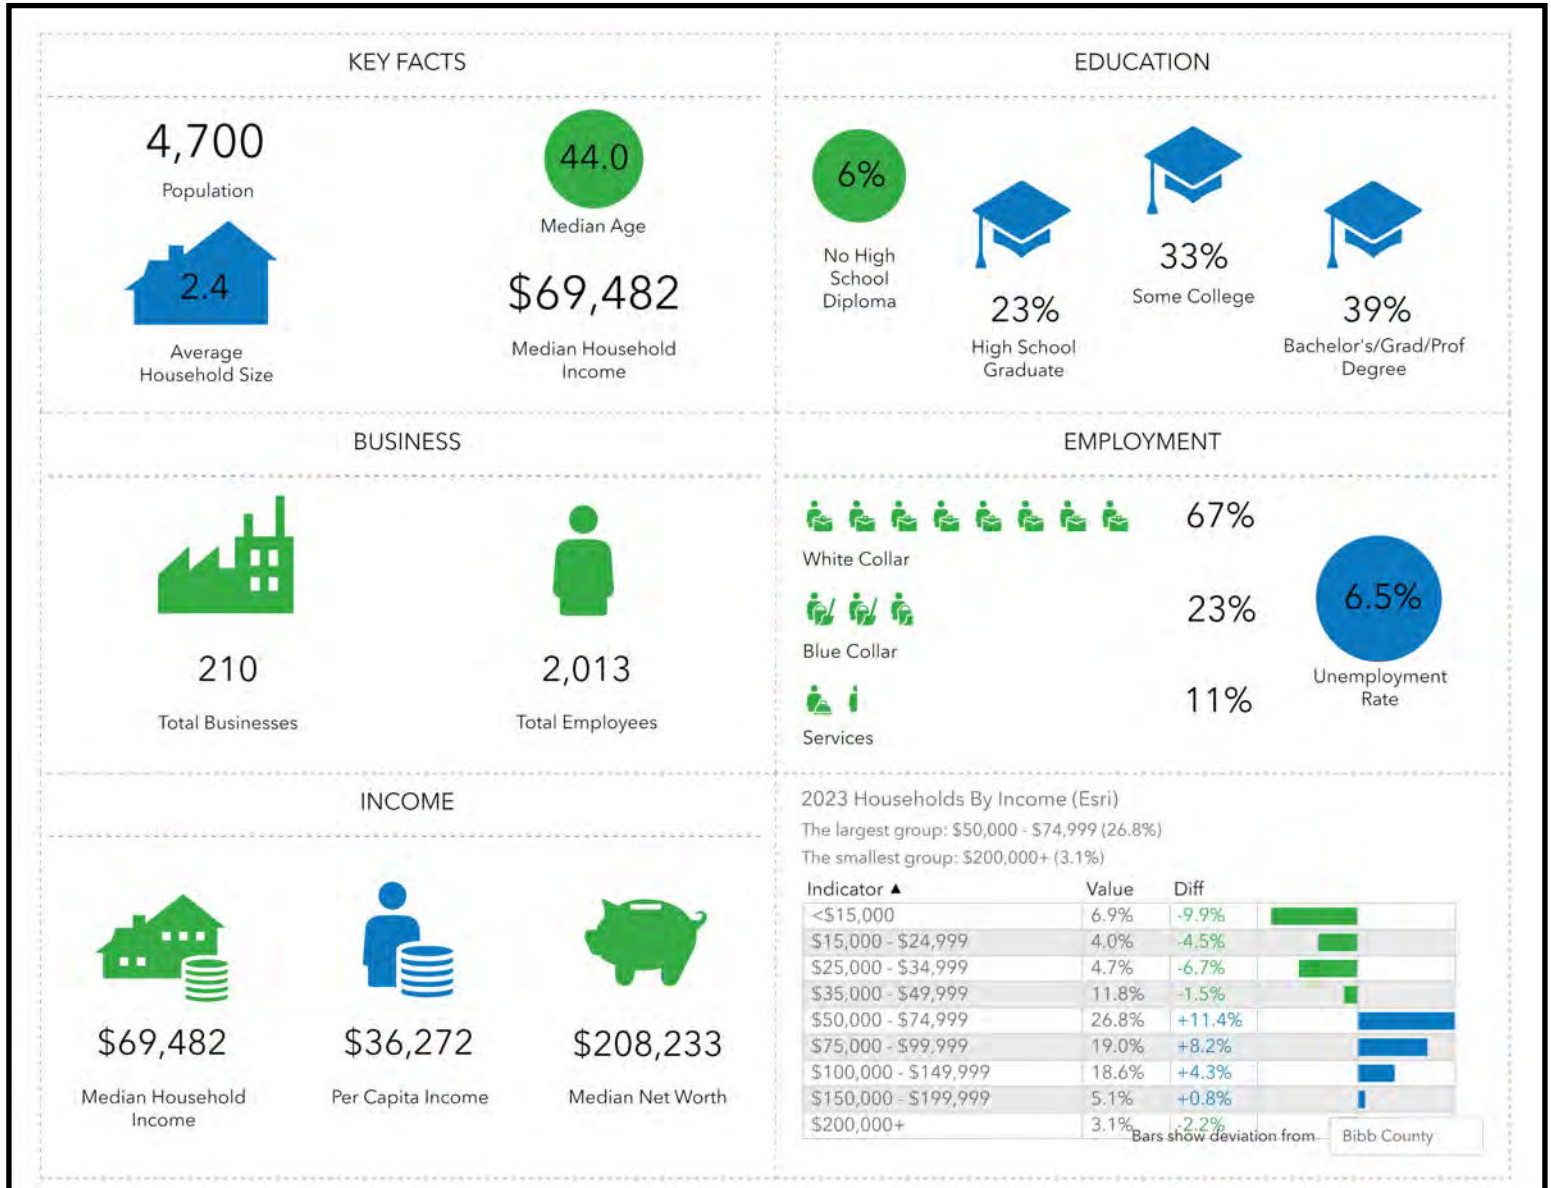 KEY FACTS
4,700
Population
44.0
Median Age
2.4
Average
Household Size
$69,482
Median Household
Income
EDUCATION
6%
No High
School
Diploma
23%
High School
Graduate
33%
Some College
39%
Bachelor's/Grad/Prof
Degree
BUSINESS
210
Total Businesses
2,013
Total Employees
EMPLOYMENT
67%
White Collar
23%
Blue Collar
11%
Services
6.5%
Unemployment
Rate
INCOME
$69,482
Median Household
Income
$36,272
Per Capita Income
$208,233
Median Net Worth
2023 Households By Income (Esri)
The largest group: $50,000 - $74,999 (26.8%)
The smallest group: $200,000+ (3.1%)
Indicator ▲ Value Diff
<$15,000 6.9% -9.9%
$15,000 - $24,999 4.0% -4.5%
$25,000 - $34,999 4.7% -6.7%
$35,000 - $49,999 11.8% -1.5%
$50,000 - $74,999 26.8% +11.4%
$75,000 - $99,999 19.0% +8.2%
$100,000 - $149,999 18.6% +4.3%
$150,000 - $199,999 5.1% +0.8%
$200,000+ 3.1% -2.2%
Bars show deviation from Bibb County